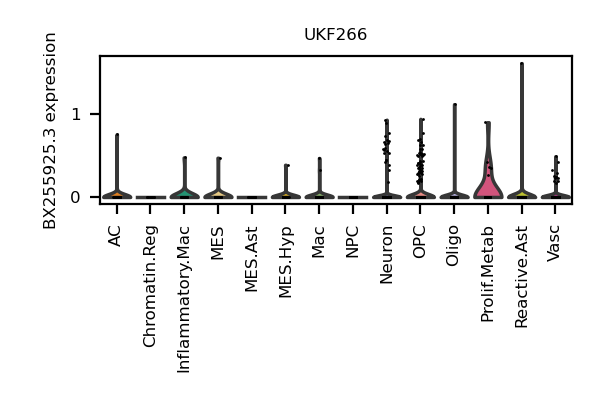 UKF266
BX255925.3 expression
1
0
AC
Chromatin.Reg
Inflammatory.Mac
MES
MES.Ast
MES.Hyp
Mac
NPC
Neuron
OPC
Oligo
Prolif.Metab
Reactive.Ast
Vasc